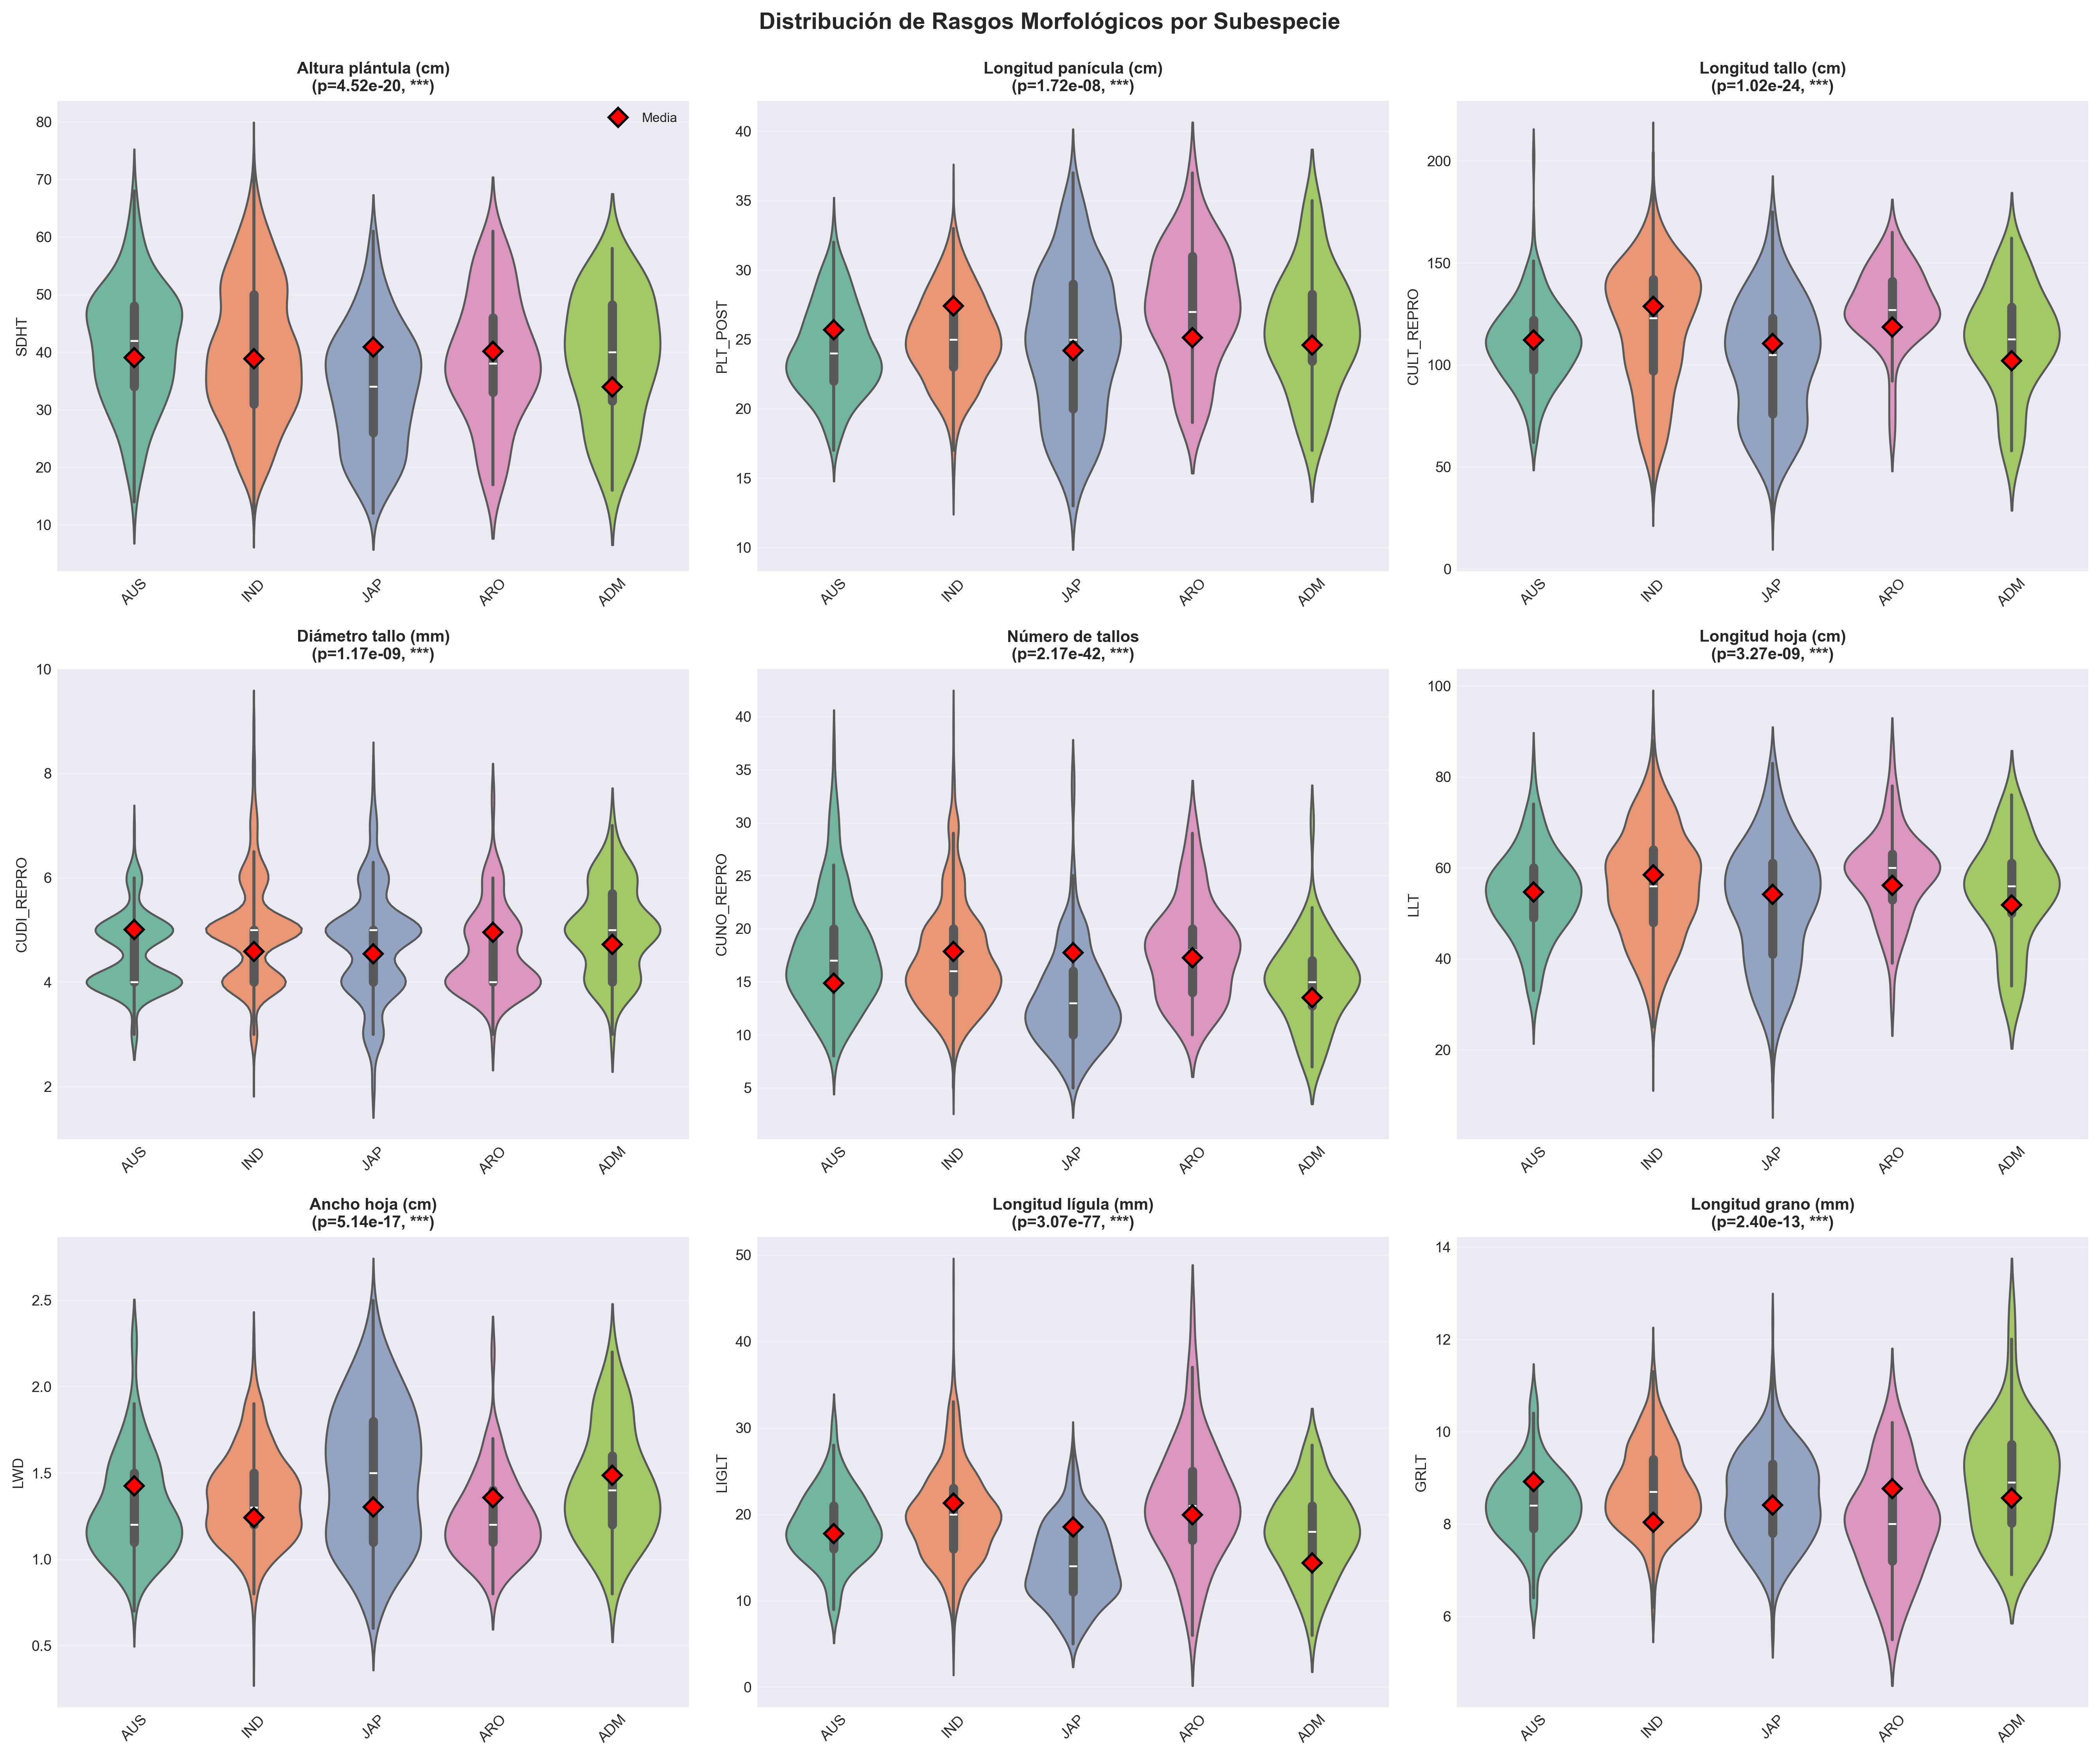 Distribución de Rasgos Morfológicos por Subespecie
Altura plántula (cm)
(p=4.52e-20, ***)
Media
SDHT
80
70
60
50
40
30
20
10
AUS
IND
JAP
ARO
ADM
Longitud panícula (cm)
(p=1.72e-08, ***)
PLT_POST
40
35
30
25
20
15
10
AUS
IND
JAP
ARO
ADM
Longitud tallo (cm)
(p=1.02e-24, ***)
CULT_REPRO
200
150
100
50
0
AUS
IND
JAP
ARO
ADM
Diámetro tallo (mm)
(p=1.17e-09, ***)
CUDI_REPRO
10
8
6
4
2
AUS
IND
JAP
ARO
ADM
Número de tallos
(p=2.17e-42, ***)
CUNO_REPRO
40
35
30
25
20
15
10
5
AUS
IND
JAP
ARO
ADM
Longitud hoja (cm)
(p=3.27e-09, ***)
LLT
100
80
60
40
20
AUS
IND
JAP
ARO
ADM
Ancho hoja (cm)
(p=5.14e-17, ***)
LWD
2.5
2.0
1.5
1.0
0.5
AUS
IND
JAP
ARO
ADM
Longitud lígula (mm)
(p=3.07e-77, ***)
LIGLT
50
40
30
20
10
0
AUS
IND
JAP
ARO
ADM
Longitud grano (mm)
(p=2.40e-13, ***)
GRLT
14
12
10
8
6
AUS
IND
JAP
ARO
ADM